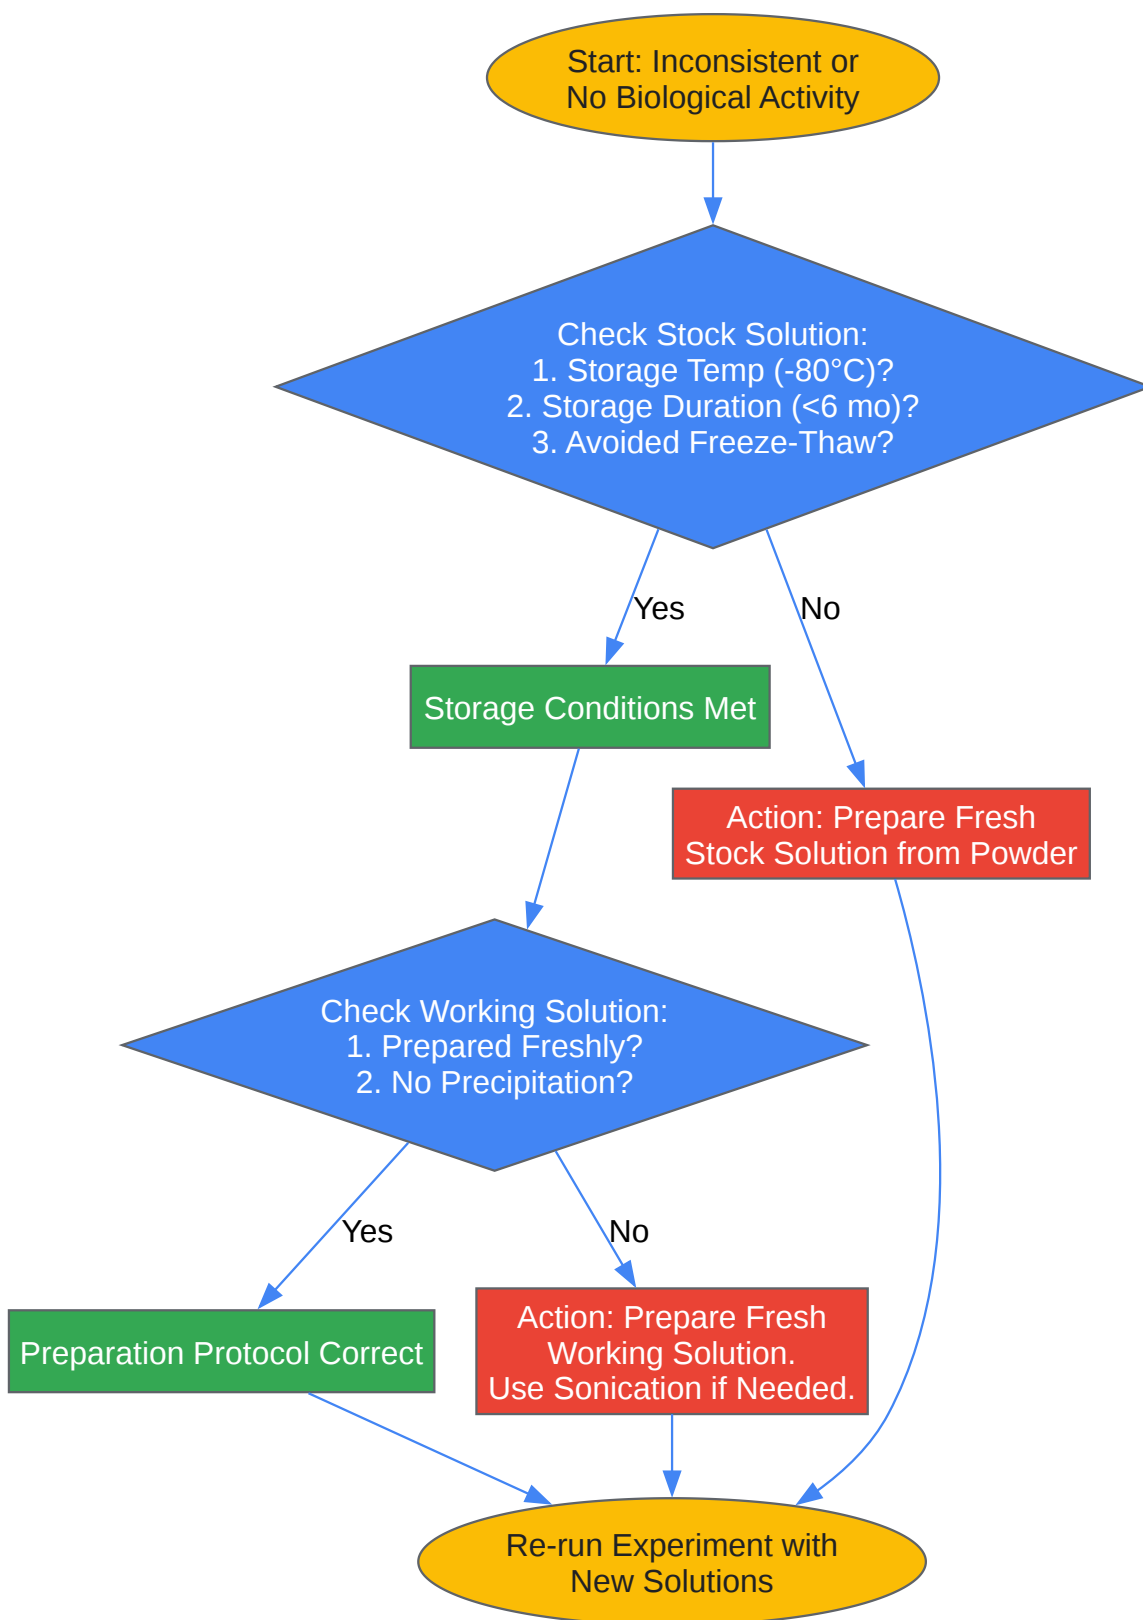 Start: Inconsistent or
No Biological Activity
Check Stock Solution:
1. Storage Temp (-80°C)?
2. Storage Duration (<6 mo)?
3. Avoided Freeze-Thaw?
Yes
No
Storage Conditions Met
Action: Prepare Fresh
Stock Solution from Powder
Check Working Solution:
1. Prepared Freshly?
2. No Precipitation?
Yes
No
Preparation Protocol Correct
Action: Prepare Fresh
Working Solution.
Use Sonication if Needed.
Re-run Experiment with
New Solutions